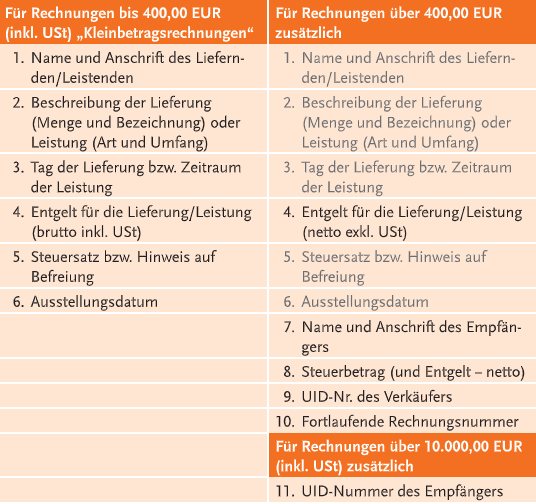 Für Rechnungen bis 400,00 EUR
(inkl. USt) „Kleinbetragsrechnungen“
1. Name und Anschrift des Liefern-
den/Leistenden
2. Beschreibung der Lieferung
(Menge und Bezeichnung) oder
Leistung (Art und Umfang)
3. Tag der Lieferung bzw. Zeitraum
der Leistung
4. Entgelt für die Lieferung/Leistung
(brutto inkl. USt)
5. Steuersatz bzw. Hinweis auf
Befreiung
6. Ausstellungsdatum
Für Rechnungen über 400,00 EUR
zusätzlich
1. Name und Anschrift des Liefern-
den/Leistenden
2. Beschreibung der Lieferung
(Menge und Bezeichnung) oder
Leistung (Art und Umfang)
3. Tag der Lieferung bzw. Zeitraum
der Leistung
4. Entgelt für die Lieferung/Leistung
(netto exkl. USt)
5. Steuersatz bzw. Hinweis auf
Befreiung
6. Ausstellungsdatum
7. Name und Anschrift des Empfän-
gers
8. Steuerbetrag (und Entgelt – netto)
9. UID-Nr. des Verkäufers
10. Fortlaufende Rechnungsnummer
Für Rechnungen über 10.000,00 EUR
(inkl. USt) zusätzlich
11. UID-Nummer des Empfängers